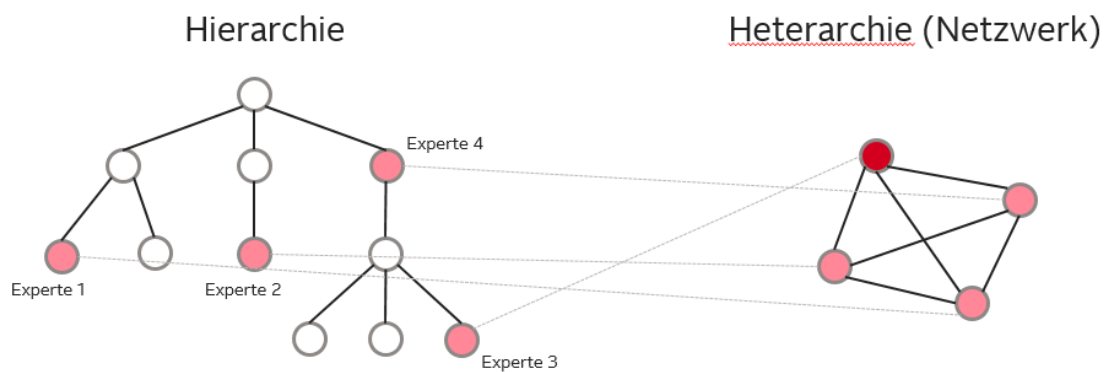 Hierarchie
Heterarchie (Netzwerk)
Experte 4
Experte 1
Experte 2
Experte 3